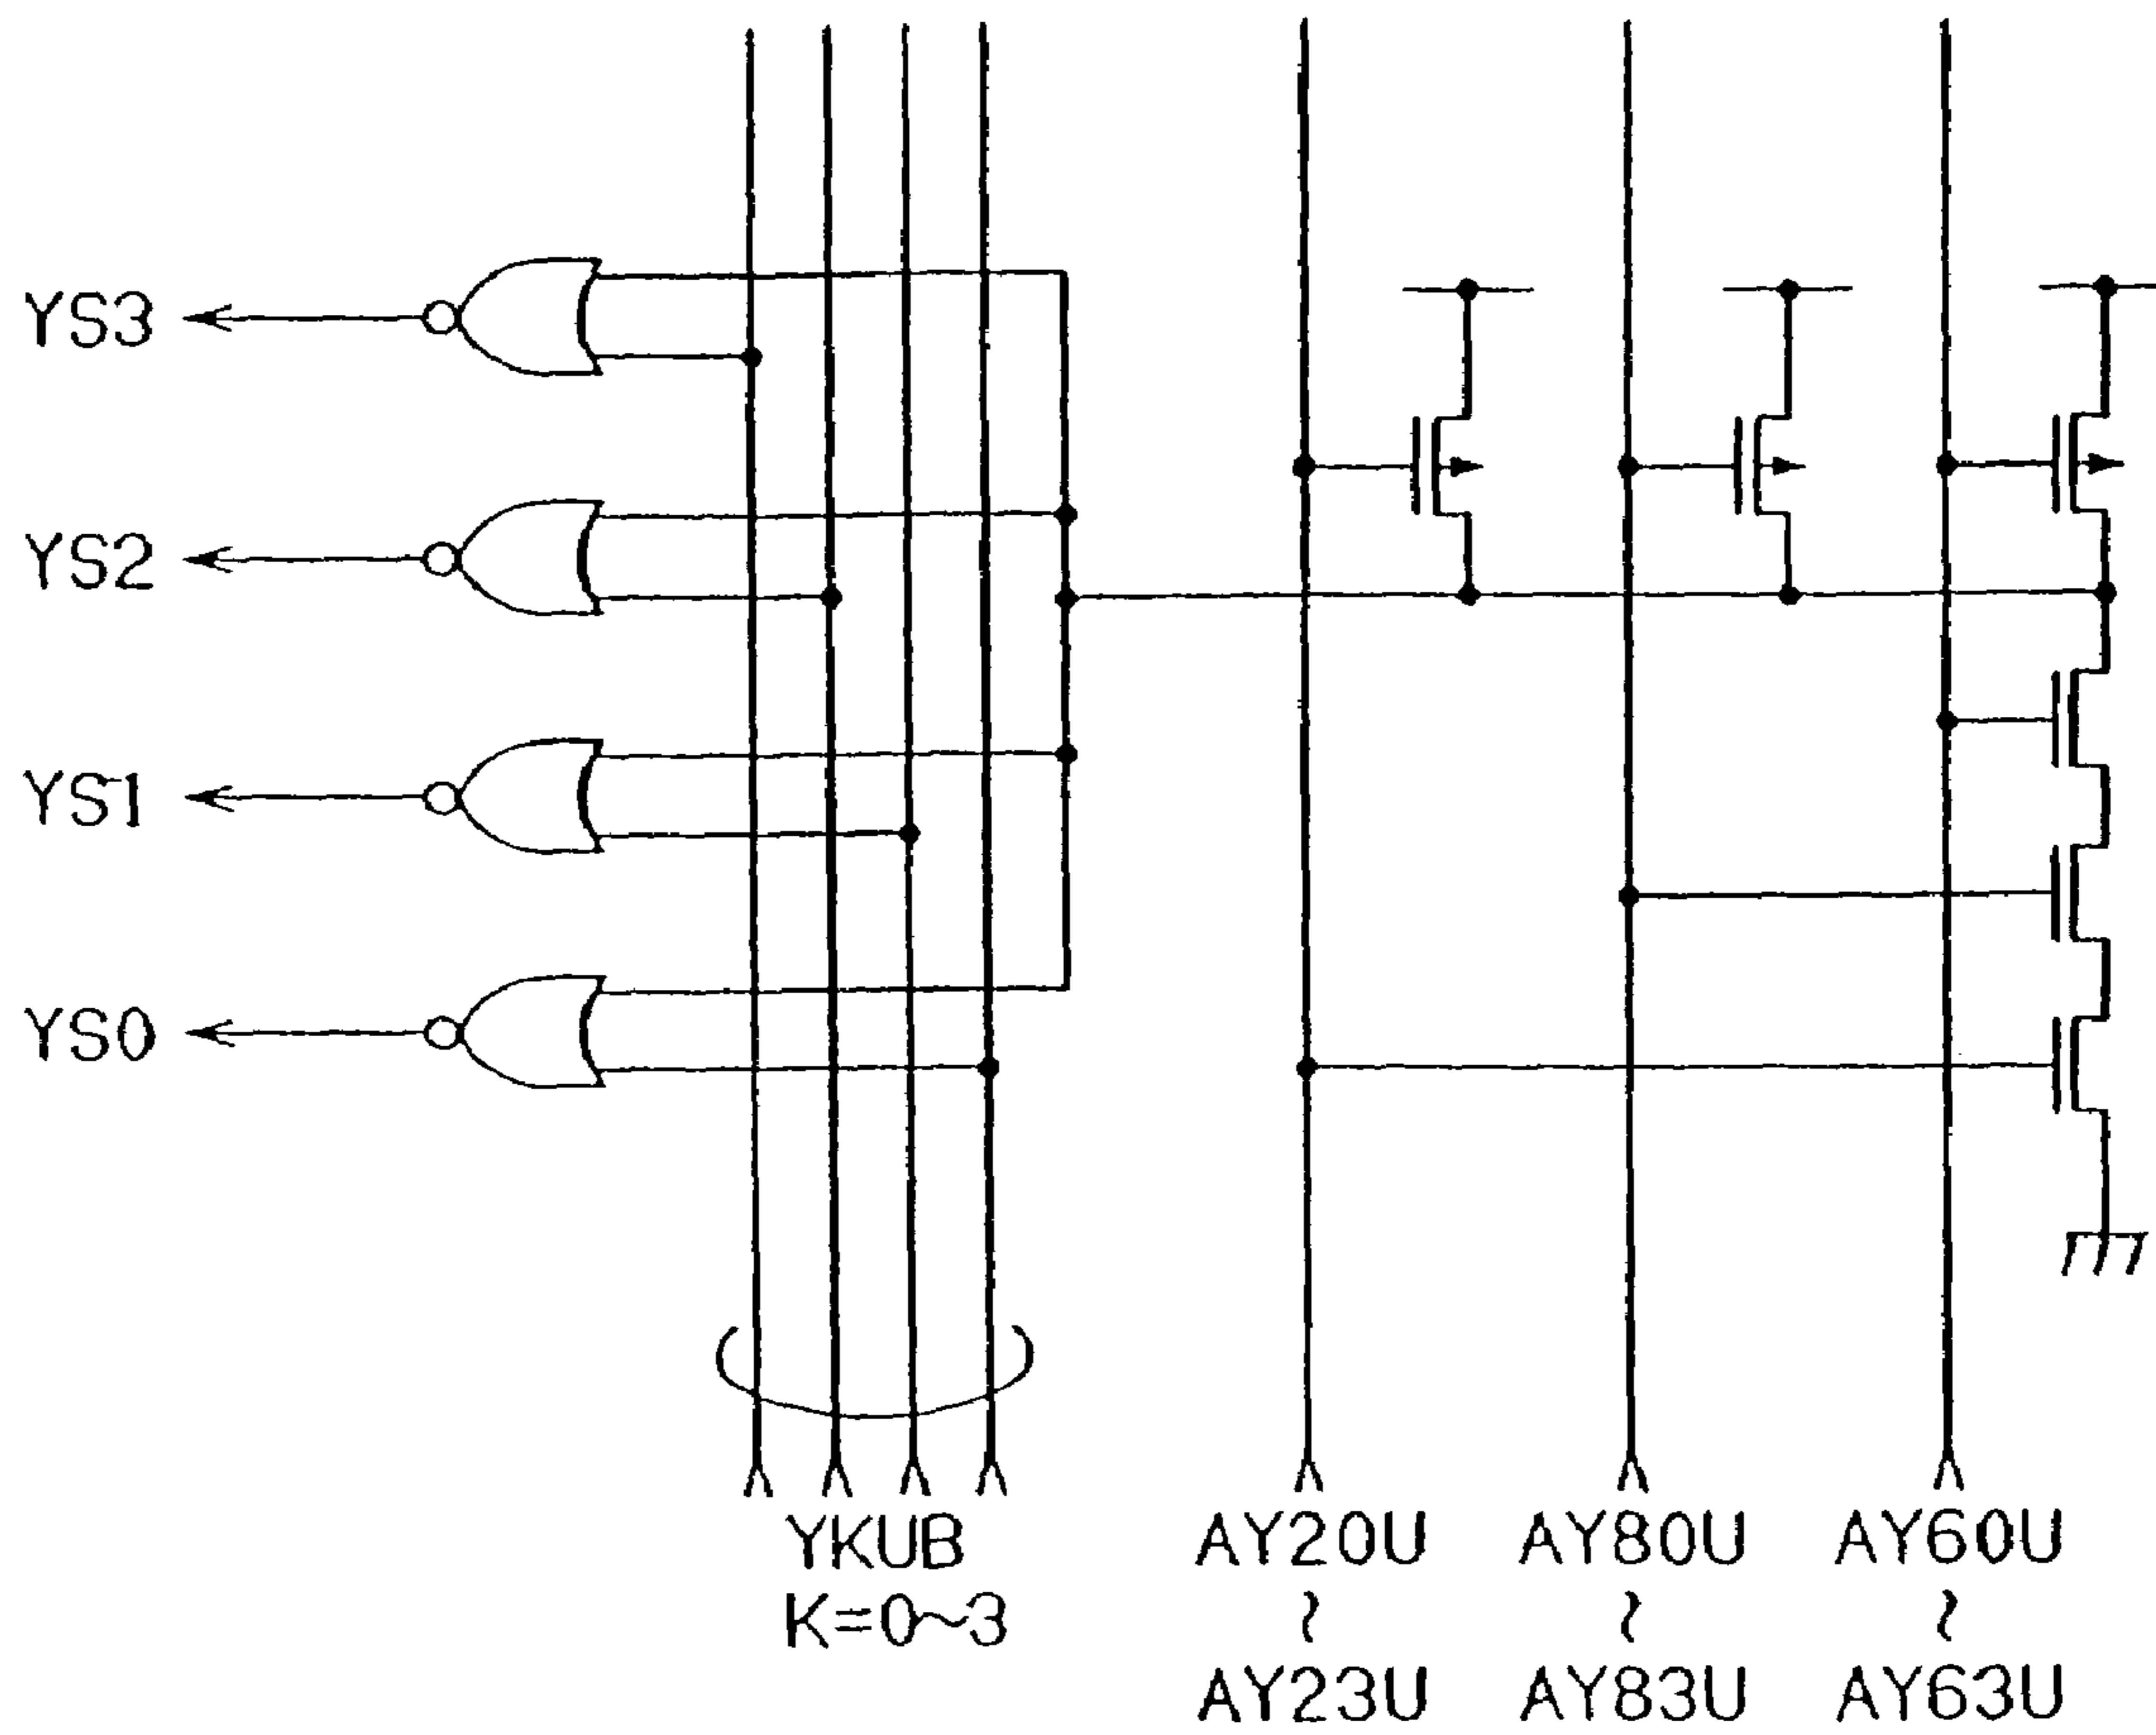 YS3
YS2
YS1
YS0
YKUB
K=0~3
AY20U
~
AY23U
AY80U
~
AY83U
AY60U
~
AY63U